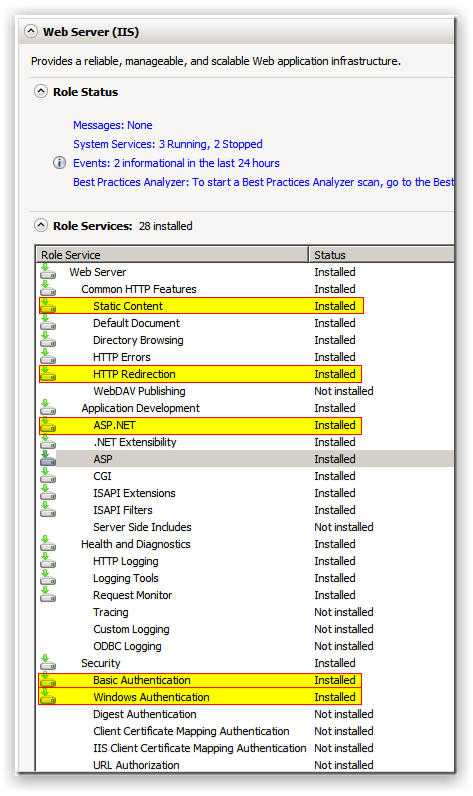 Web Server (IIS)
Provides a reliable, manageable, and scalable Web application infrastructure.
Role Status
Messages: None
System Services: 3 Running, 2 Stopped
Events: 2 informational in the last 24 hours
Best Practices Analyzer: To start a Best Practices Analyzer scan, go to the Best
Role Services: 28 installed
Role Service Status
Web Server Installed
Common HTTP Features Installed
Static Content Installed
Default Document Installed
Directory Browsing Installed
HTTP Errors Installed
HTTP Redirection Installed
WebDAV Publishing Not installed
Application Development Installed
ASP.NET Installed
.NET Extensibility Installed
ASP Installed
CGI Installed
ISAPI Extensions Installed
ISAPI Filters Installed
Server Side Includes Not installed
Health and Diagnostics Installed
HTTP Logging Installed
Logging Tools Installed
Request Monitor Installed
Tracing Not installed
Custom Logging Not installed
ODBC Logging Not installed
Security Installed
Basic Authentication Installed
Windows Authentication Installed
Digest Authentication Not installed
Client Certificate Mapping Authentication Not installed
IIS Client Certificate Mapping Authentication Not installed
URL Authorization Not installed